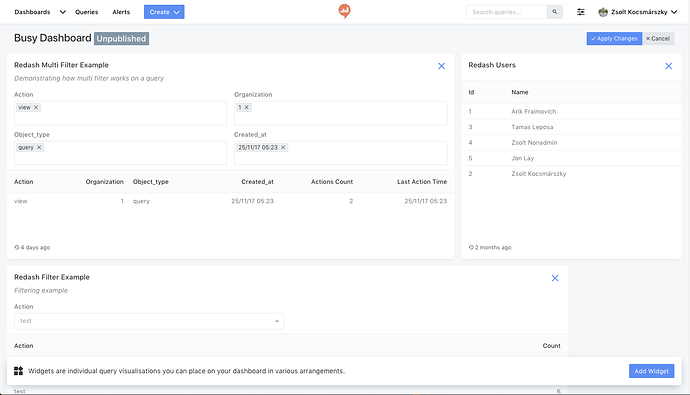 Dashboards Queries Alerts Create Search queries... Zsolt Kocsmárszky
Busy Dashboard Unpublished Apply Changes Cancel
Redash Multi Filter Example
Demonstrating how multi filter works on a query
Action Organization
view 1
Object_type Created_at
query 25/11/17 05:23
Action Organization Object_type Created_at Actions Count Last Action Time
view 1 query 25/11/17 05:23 2 25/11/17 05:23
4 days ago
Redash Users
Id Name
1 Arik Fraimovich
3 Tamas Leposa
4 Zsolt Nonadmin
5 Jon Lay
2 Zsolt Kocsmárszky
2 months ago
Redash Filter Example
Filtering example
Action
test
Action Count
Widgets are individual query visualisations you can place on your dashboard in various arrangements. Add Widget
test 6